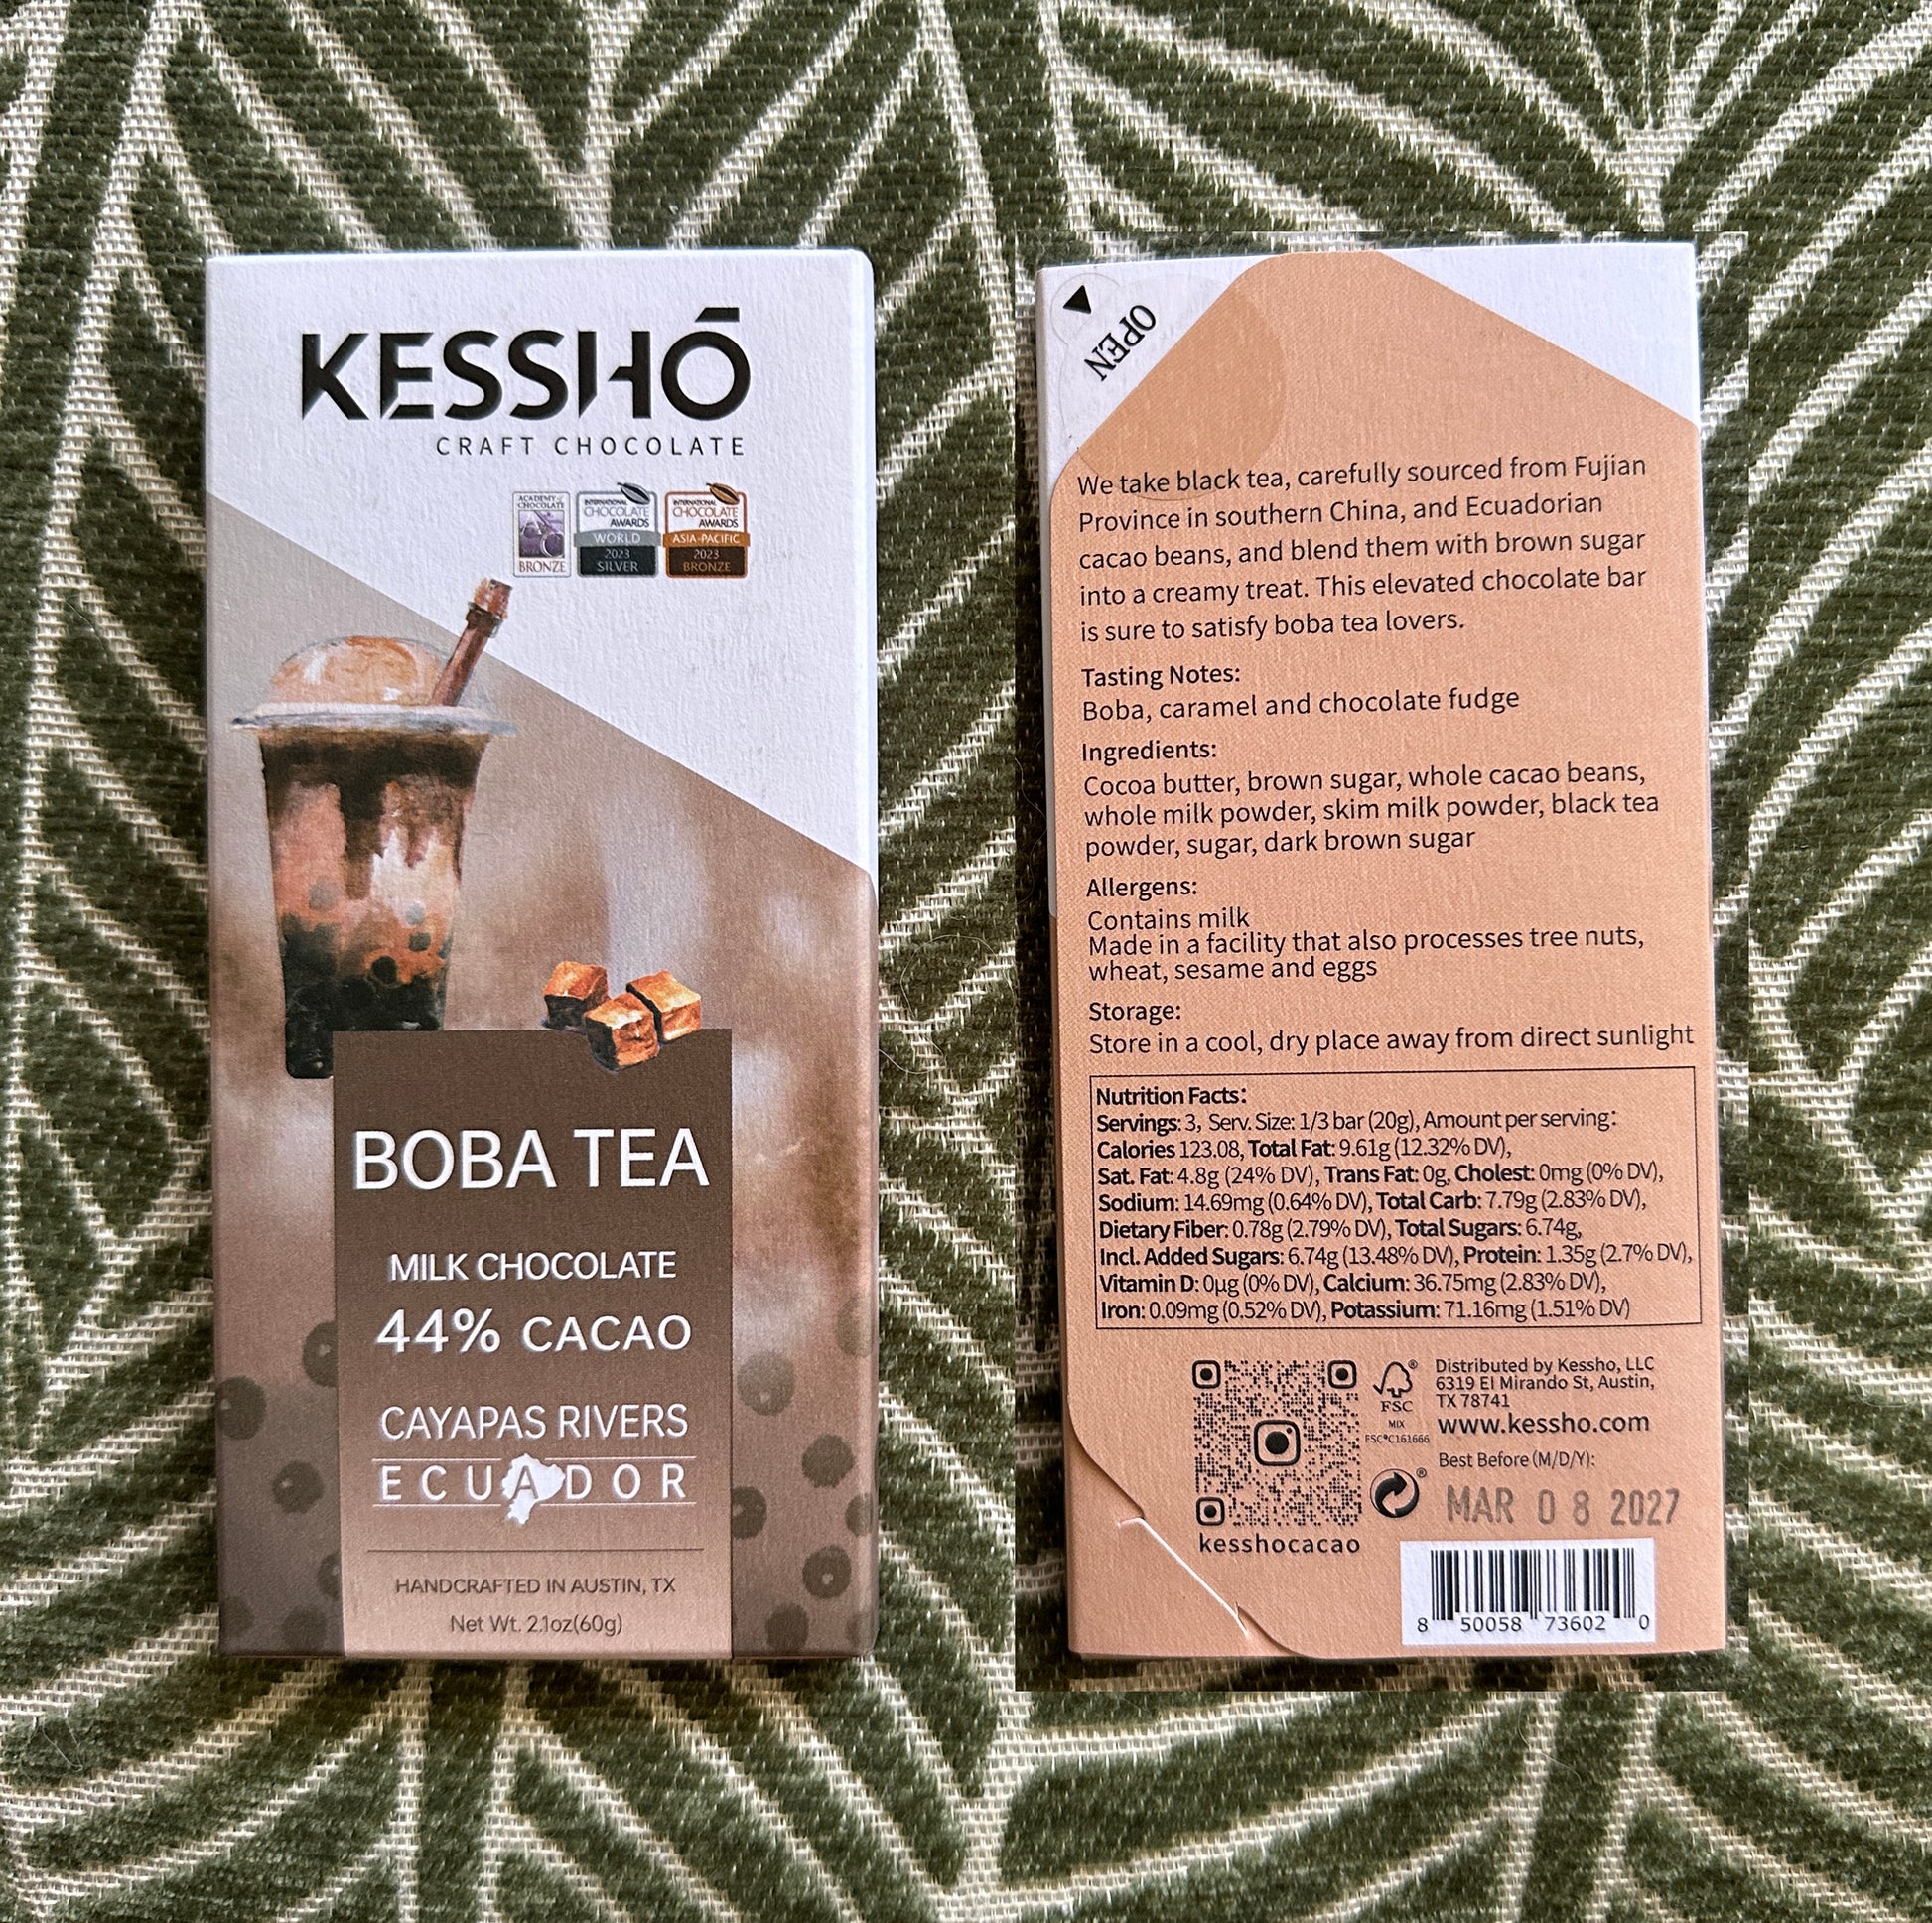 KESSHŌ
CRAFT CHOCOLATE
ACADEMY of CHOCOLATE
BRONZE
INTERNATIONAL
CHOCOLATE
AWARDS
WORLD
2023
SILVER
INTERNATIONAL
CHOCOLATE
AWARDS
ASIA-PACIFIC
2023
BRONZE
BOBA TEA
MILK CHOCOLATE
44% CACAO
CAYAPAS RIVERS
ECUADOR
HANDCRAFTED IN AUSTIN, TX
Net Wt. 2.1oz(60g)
OPEN
We take black tea, carefully sourced from Fujian
Province in southern China, and Ecuadorian
cacao beans, and blend them with brown sugar
into a creamy treat. This elevated chocolate bar
is sure to satisfy boba tea lovers.
Tasting Notes:
Boba, caramel and chocolate fudge
Ingredients:
Cocoa butter, brown sugar, whole cacao beans,
whole milk powder, skim milk powder, black tea
powder, sugar, dark brown sugar
Allergens:
Contains milk
Made in a facility that also processes tree nuts,
wheat, sesame and eggs
Storage:
Store in a cool, dry place away from direct sunlight
Nutrition Facts:
Servings: 3, Serv. Size: 1/3 bar (20g), Amount per serving:
Calories 123.08, Total Fat: 9.61g (12.32% DV),
Sat. Fat: 4.8g (24% DV), Trans Fat: 0g, Cholest: 0mg (0% DV),
Sodium: 14.69mg (0.64% DV), Total Carb: 7.79g (2.83% DV),
Dietary Fiber: 0.78g (2.79% DV), Total Sugars: 6.74g,
Incl. Added Sugars: 6.74g (13.48% DV), Protein: 1.35g (2.7% DV),
Vitamin D: 0µg (0% DV), Calcium: 36.75mg (2.83% DV),
Iron: 0.09mg (0.52% DV), Potassium: 71.16mg (1.51% DV)
kesshocacao
FSC
MIX
FSC®C161666
Distributed by Kessho, LLC
6319 El Mirando St, Austin,
TX 78741
www.kessho.com
Best Before (M/D/Y):
MAR 08 2027
8 50058 73602 0